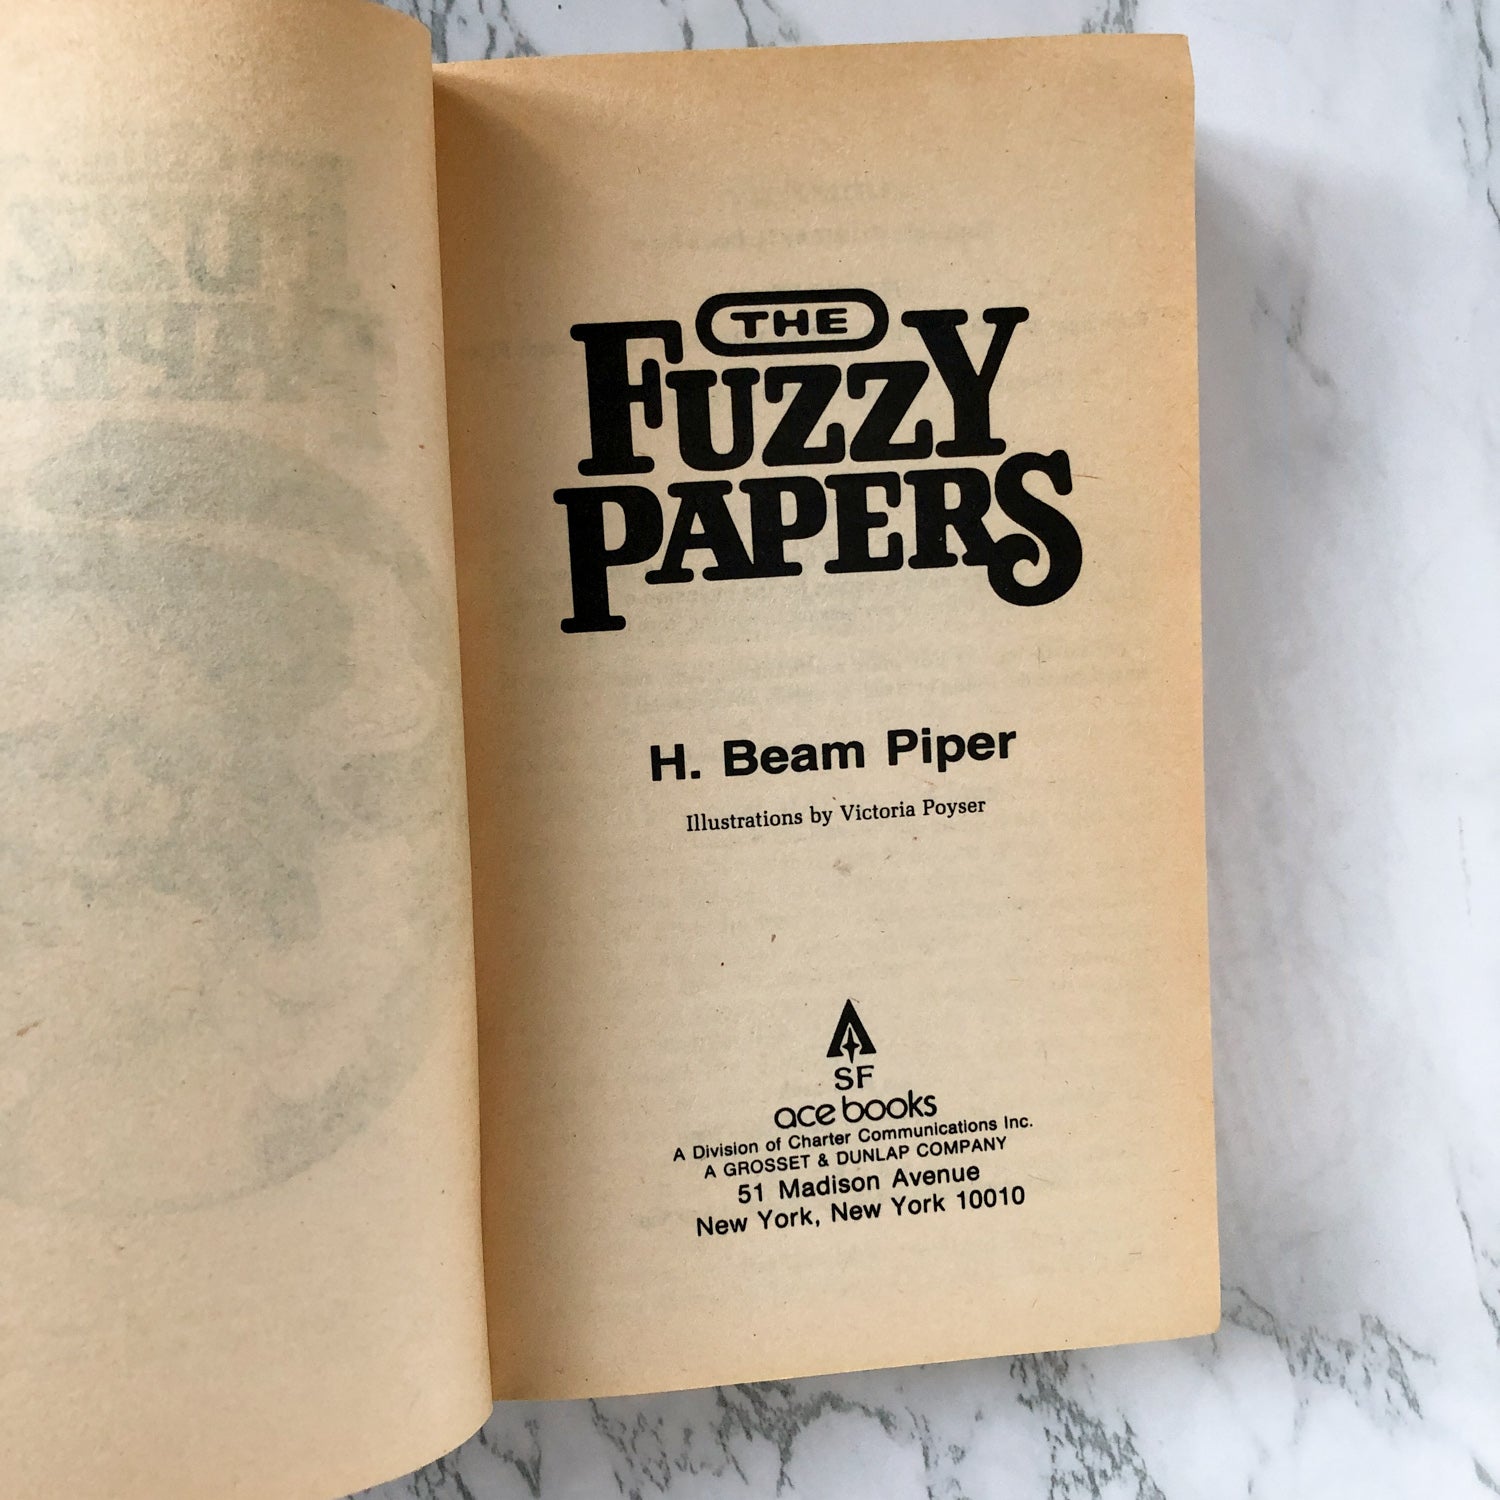 THE
FUZZY
PAPERS
H. Beam Piper
Illustrations by Victoria Poyser
SF
ace books
A Division of Charter Communications Inc.
A GROSSET & DUNLAP COMPANY
51 Madison Avenue
New York, New York 10010